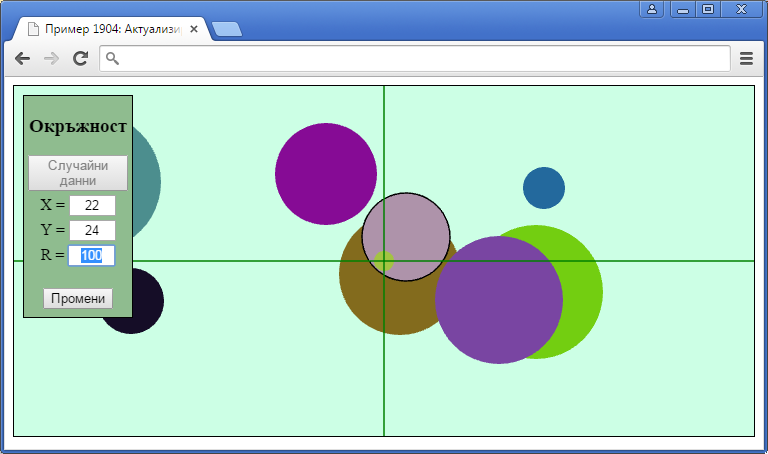 Пример 1904: Актуализи
Окръжност
Случайни
данни
X = 22
Y = 24
R = 100
Промени